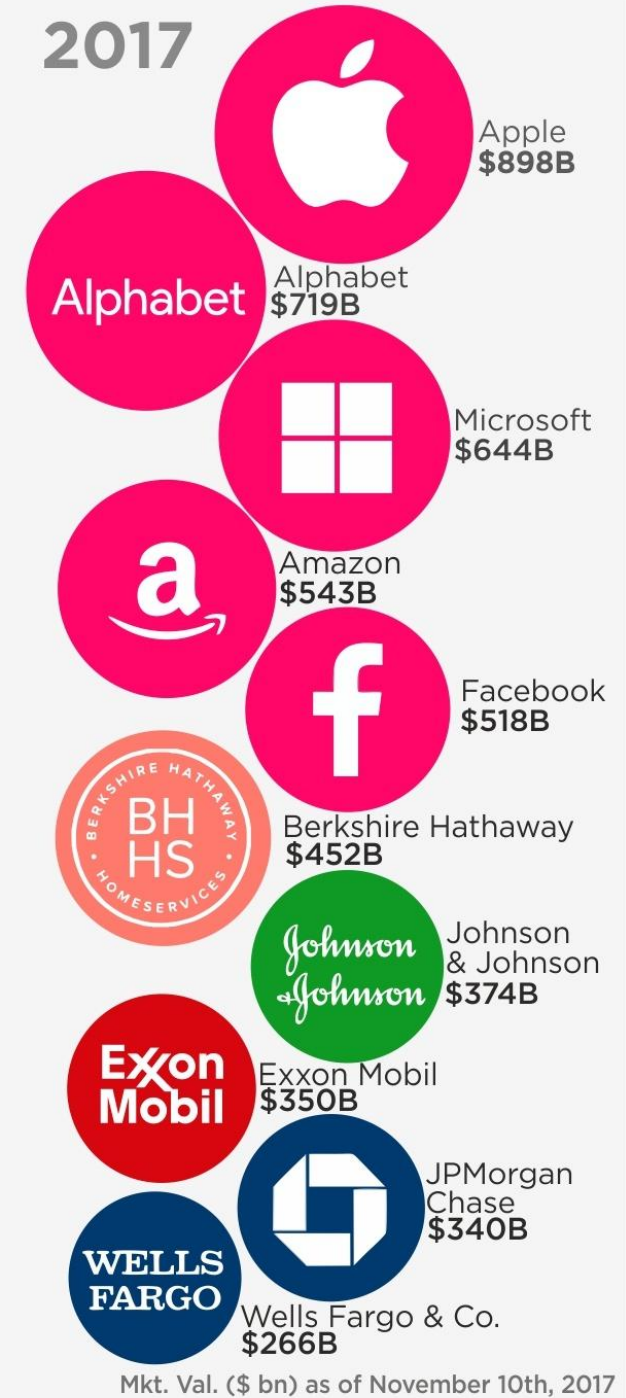 2017
Apple
$898B
Alphabet
Alphabet
$719B
Microsoft
$644B
a
Amazon
$543B
f
Facebook
$518B
BERKSHIRE HATHAWAY
BH
HS
HOMESERVICES
Berkshire Hathaway
$452B
Johnson
&Johnson
Johnson
& Johnson
$374B
Exxon
Mobil
Exxon Mobil
$350B
JPMorgan
Chase
$340B
WELLS
FARGO
Wells Fargo & Co.
$266B
Mkt. Val. ($ bn) as of November 10th, 2017